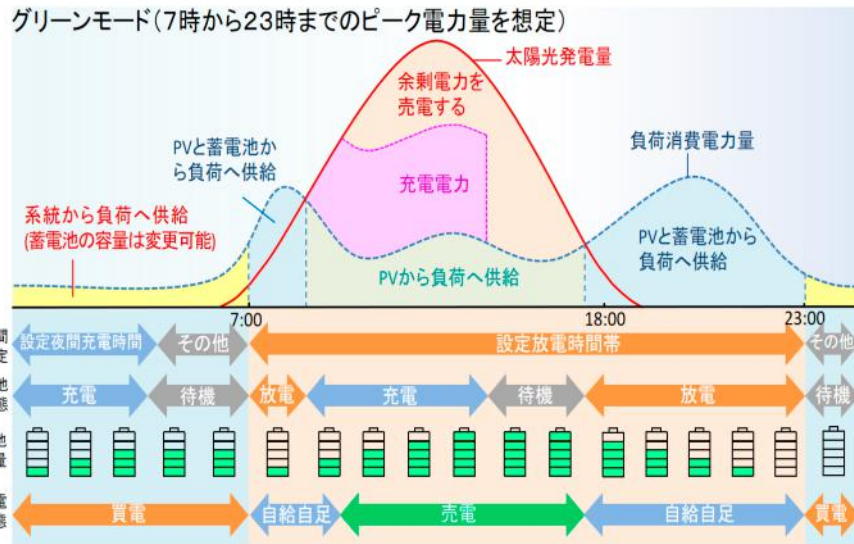 グリーンモード(7時から23時までのピーク電力量を想定)
太陽光発電量
余剰電力を
売電する
PVと蓄電池か
ら負荷へ供給
負荷消費電力量
充電電力
系統から負荷へ供給
(蓄電池の容量は変更可能)
PVと蓄電池から
負荷へ供給
PVから負荷へ供給
7:00
18:00
23:00
間
定
設定夜間充電時間
その他
設定放電時間帯
その他
池
態
充電
待機
放電
充電
待機
放電
待機
池
量
電
態
買電
自給自足
売電
自給自足
買電